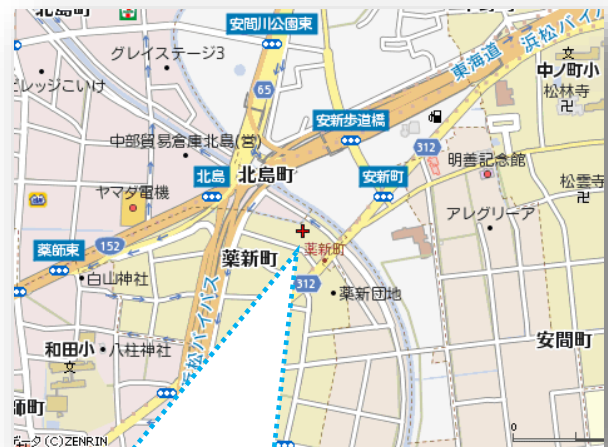 北島町
安間川公園東
グレイステージ3
東海道
浜松バイパス
中ノ町小
松林寺
ビレッジこいけ
65
安新歩道橋
中部貿易倉庫北島(営)
312
明善記念館
北島
北島町
安新町
松雲寺
ヤマダ電機
アレグリーア
薬師東
152
薬新町
薬新町
白山神社
312
薬新団地
浜松バイパス
和田小
八柱神社
安間町
師町
データ(C)ZENRIN
0